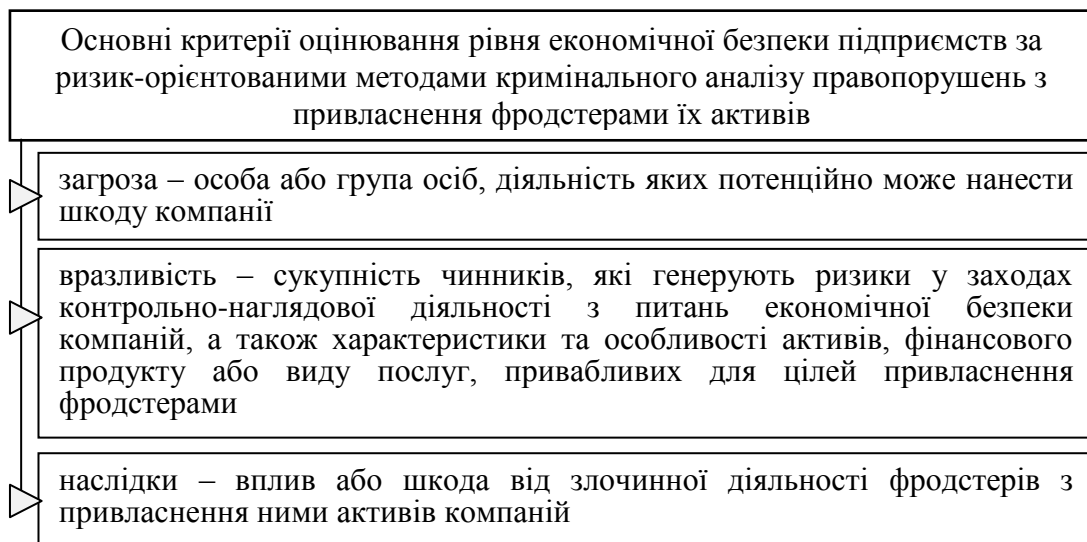 Основні критерії оцінювання рівня економічної безпеки підприємств за
ризик-орієнтованими методами кримінального аналізу правопорушень з
привласнення фродстерами їх активів
загроза – особа або група осіб, діяльність яких потенційно може нанести
шкоду компанії
вразливість – сукупність чинників, які генерують ризики у заходах
контрольно-наглядової діяльності з питань економічної безпеки
компаній, а також характеристики та особливості активів, фінансового
продукту або виду послуг, привабливих для цілей привласнення
фродстерами
наслідки – вплив або шкода від злочинної діяльності фродстерів з
привласнення ними активів компаній